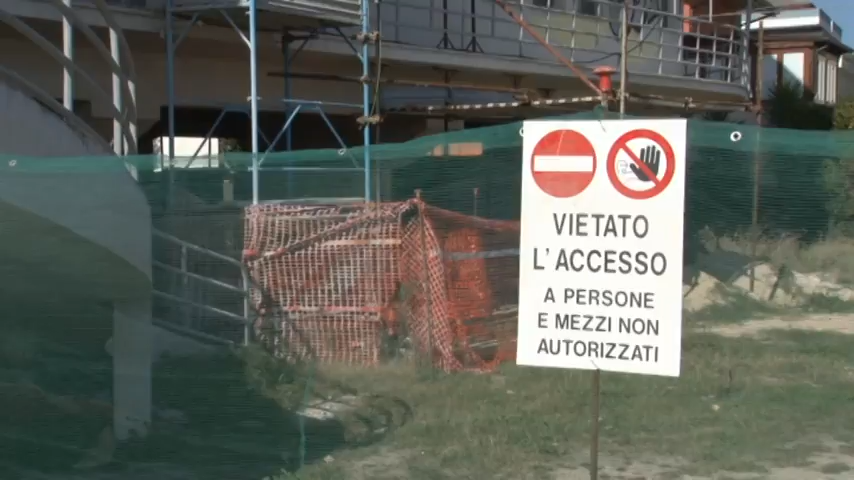 VIETATO
L'ACCESSO
A PERSONE
E MEZZI NON
AUTORIZZATI